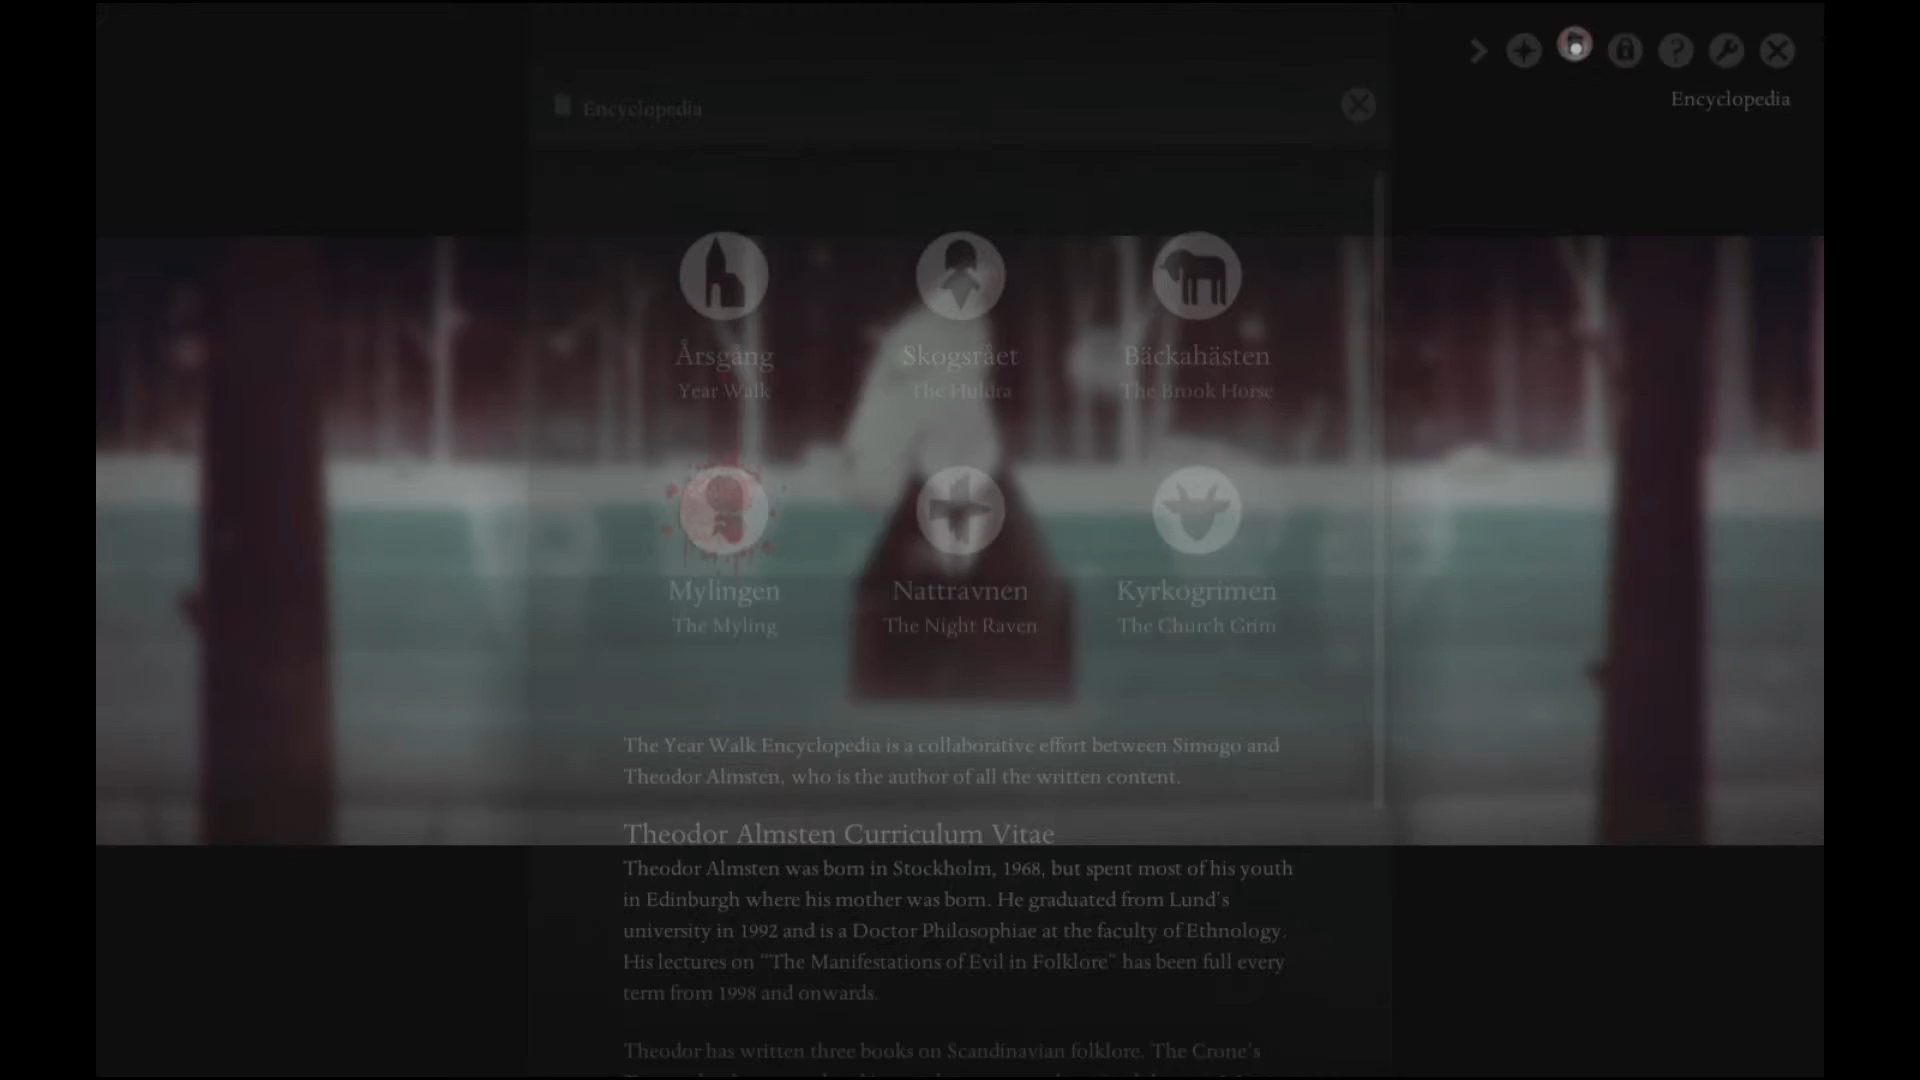 Encyclopedia
Encyclopedia
Årsgång
Skogsrået
Bäckahästen
Year Walk
The Huldra
The Brook Horse
Mylingen
Nattravnen
Kyrkogrimen
The Myling
The Night Raven
The Church Grim
The Year Walk Encyclopedia is a collaborative effort between Simogo and
Theodor Almsten, who is the author of all the written content.
Theodor Almsten Curriculum Vitae
Theodor Almsten was born in Stockholm, 1968, but spent most of his youth
in Edinburgh where his mother was born. He graduated from Lund's
university in 1992 and is a Doctor Philosophiae at the faculty of Ethnology.
His lectures on "The Manifestations of Evil in Folklore" has been full every
term from 1998 and onwards.
Theodor has written three books on Scandinavian folklore. The Crone's